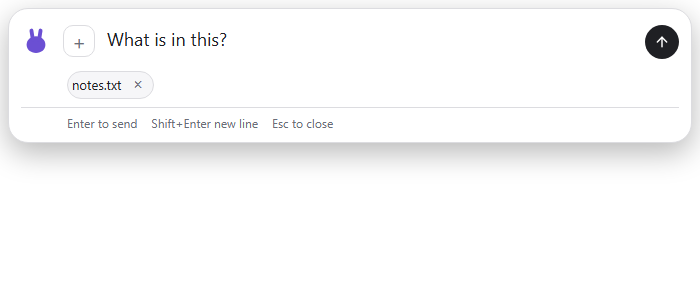 What is in this?
notes.txt ×
Enter to send Shift+Enter new line Esc to close